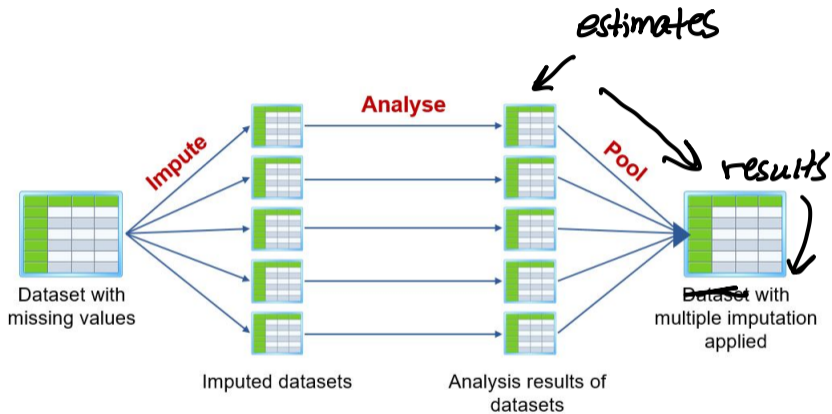 estimates
Analyse
Impute
Pool
results
Dataset with
missing values
Dataset with
multiple imputation
applied
Imputed datasets
Analysis results of
datasets